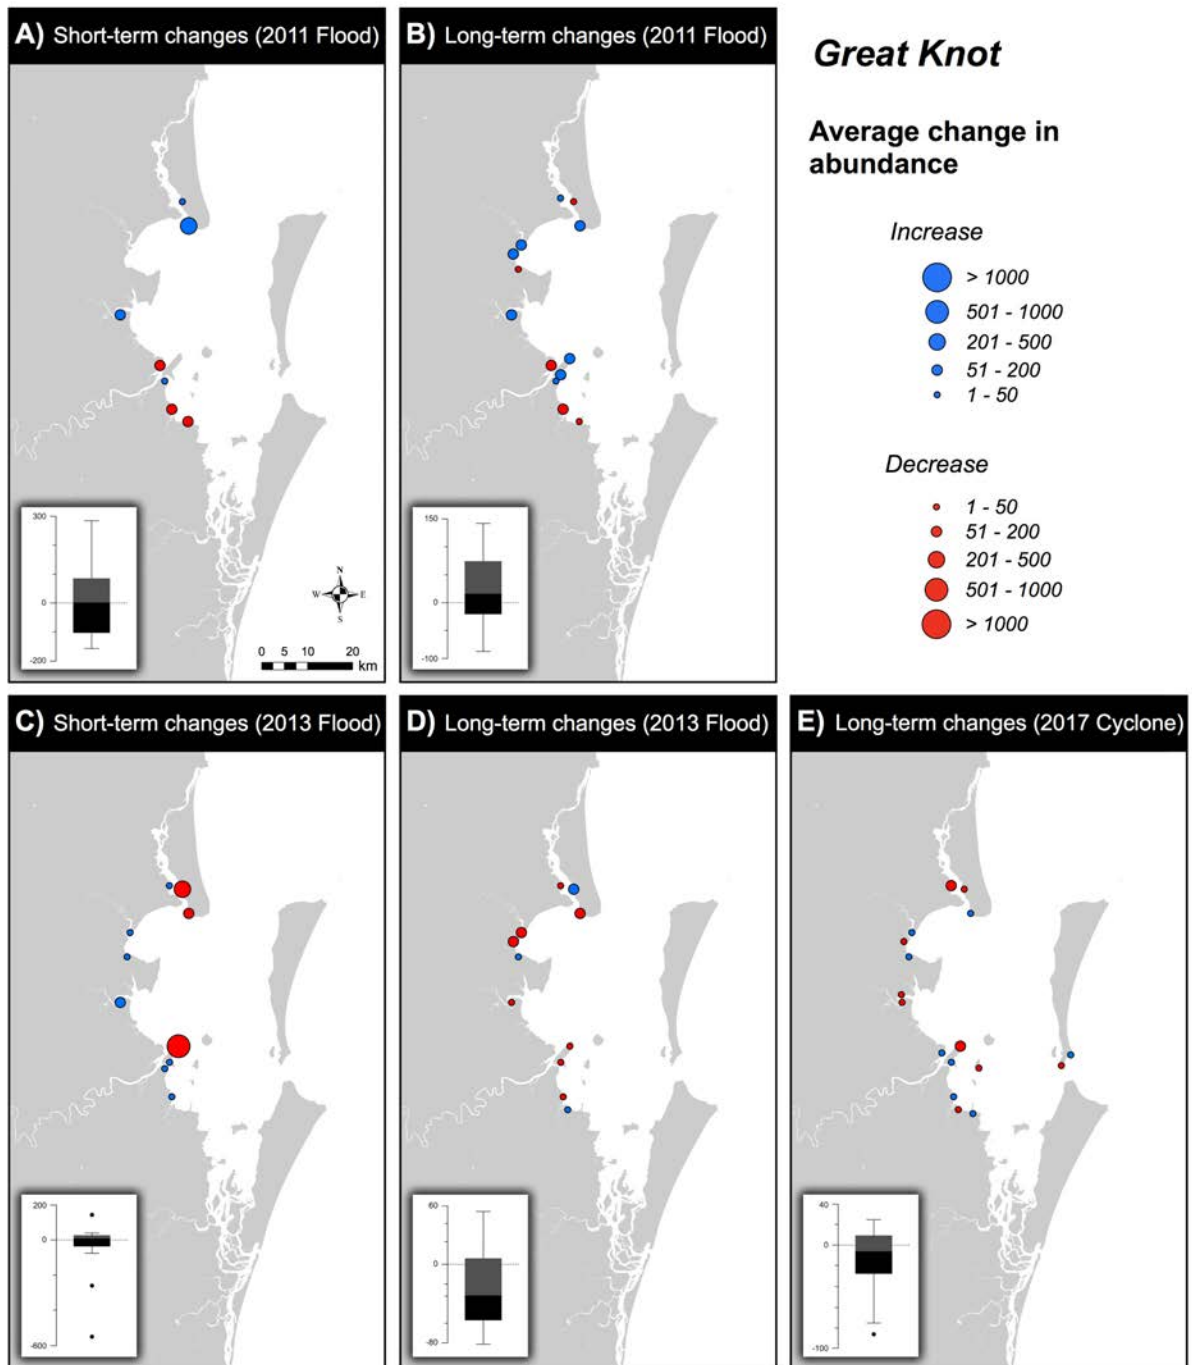 A) Short-term changes (2011 Flood)
B) Long-term changes (2011 Flood)
Great Knot
Average change in
abundance
Increase
> 1000
501 - 1000
201 - 500
51 - 200
1 - 50
Decrease
1 - 50
51 - 200
201 - 500
501 - 1000
> 1000
300
0
-200
N
W E
S
0 5 10 20
km
150
0
-100
C) Short-term changes (2013 Flood)
D) Long-term changes (2013 Flood)
E) Long-term changes (2017 Cyclone)
200
0
-600
60
0
-80
40
0
-100